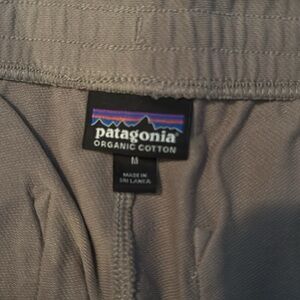 patagonia®
ORGANIC COTTON
M
MADE IN
SRI LANKA